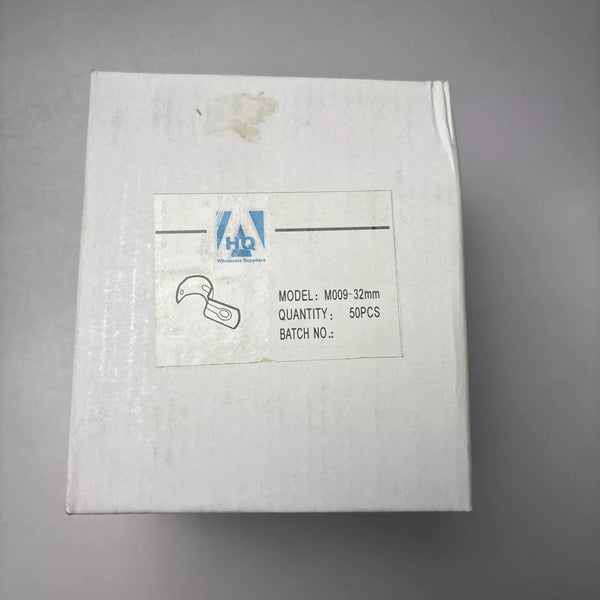 A
HQ
Wholesale Suppliers
MODEL: M009-32mm
QUANTITY: 50PCS
BATCH NO.: